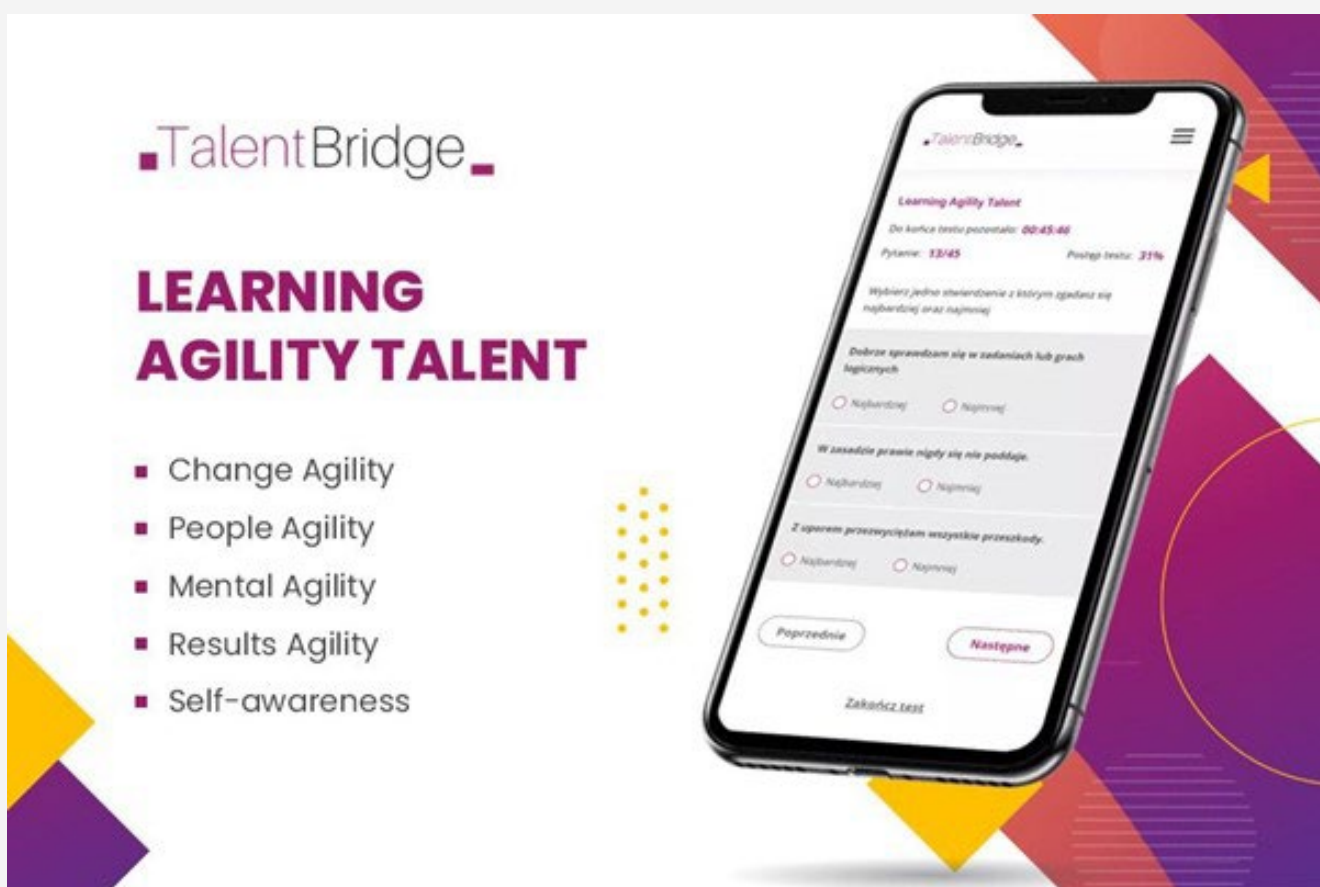 TalentBridge
LEARNING
AGILITY TALENT
Change Agility
People Agility
Mental Agility
Results Agility
Self-awareness
TalentBridge
Learning Agility Talent
Do końca testu pozostało: 00:45:46
Pytanie: 13/45 Postęp testu: 31%
Wybierz jedno stwierdzenie z którym zgadasz się
najbardziej oraz najmniej
Dobrze sprawdzam się w zadaniach lub grach
logicznych
Najbardziej Najmniej
W zasadzie prawie nigdy się nie poddaje.
Najbardziej Najmniej
Z uporem przezwyciężam wszystkie przeszkody.
Najbardziej Najmniej
Poprzednie Następne
Zakończ test